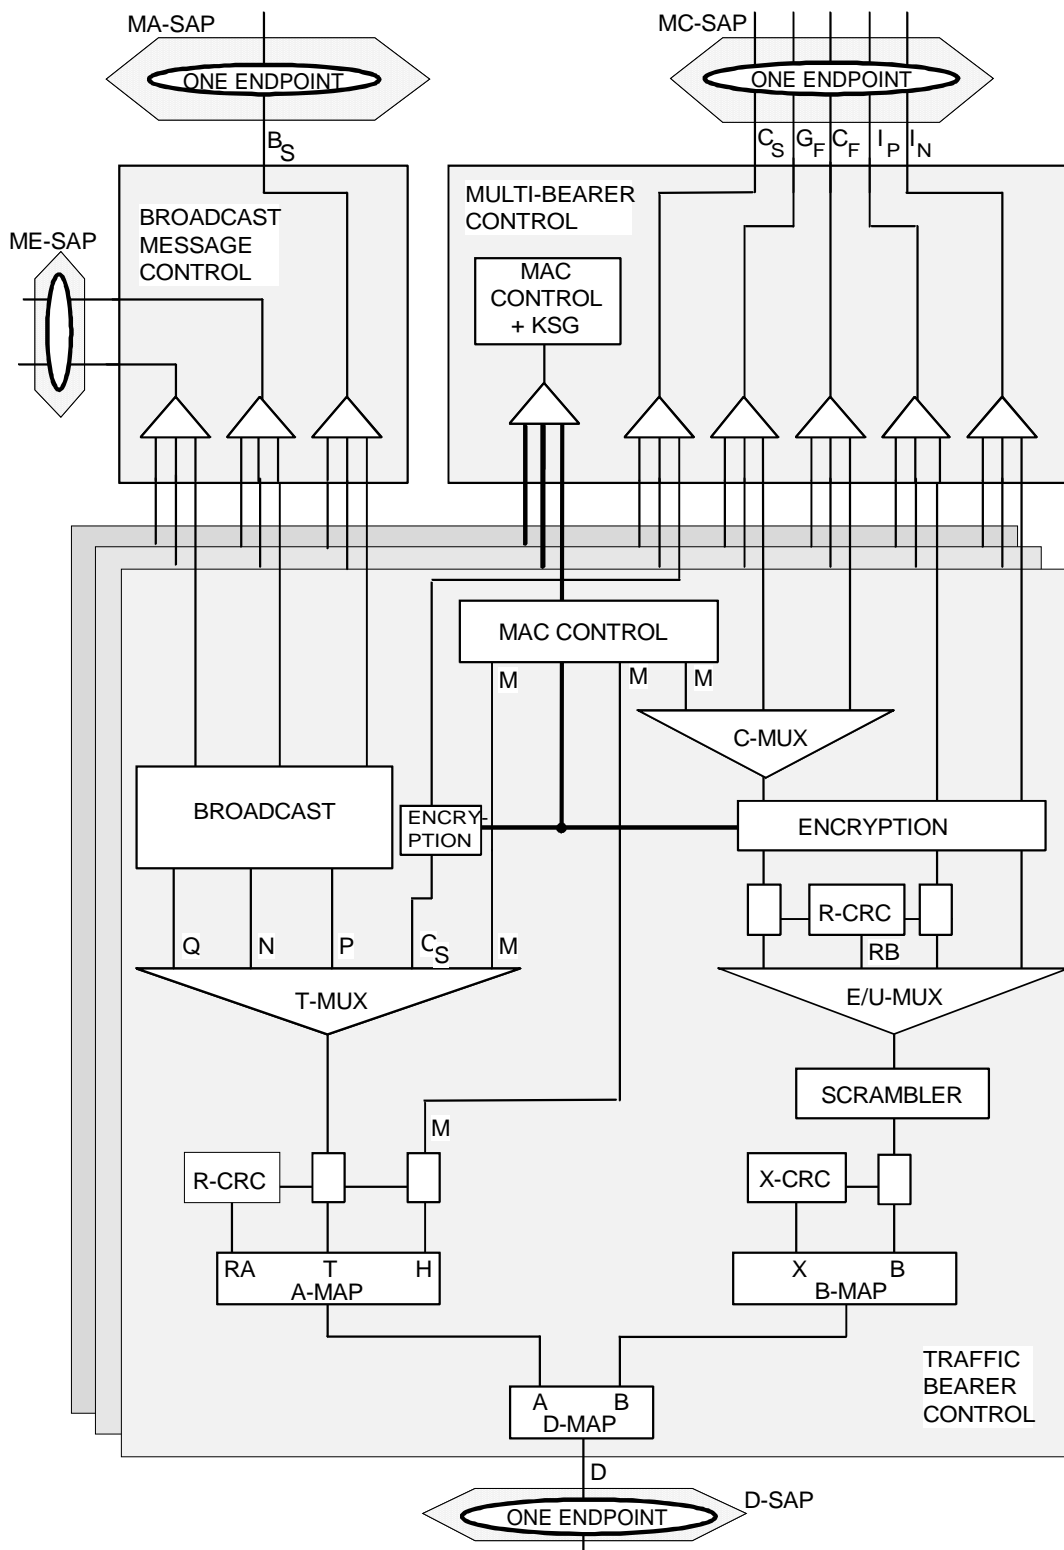 MA-SAP
MC-SAP
ONE ENDPOINT
ONE ENDPOINT
BS
CS GF CF IP IN
BROADCAST
MESSAGE
CONTROL
MULTI-BEARER
CONTROL
ME-SAP
MAC
CONTROL
+ KSG
MAC CONTROL
M
M
M
C-MUX
BROADCAST
ENCRY-
PTION
ENCRYPTION
R-CRC
Q
N
P
CS
M
RB
T-MUX
E/U-MUX
SCRAMBLER
M
R-CRC
X-CRC
RA T H
A-MAP
X B
B-MAP
TRAFFIC
BEARER
CONTROL
A B
D-MAP
D
D-SAP
ONE ENDPOINT